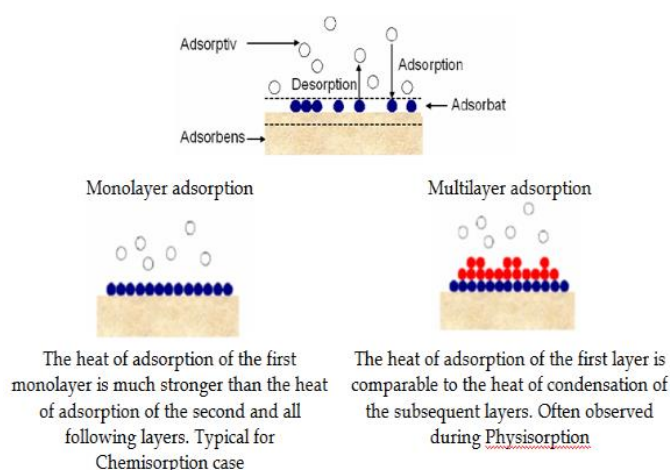 Adsorptiv
Adsorption
Desorption
Adsorbat
Adsorbens
Monolayer adsorption
The heat of adsorption of the first
monolayer is much stronger than the heat
of adsorption of the second and all
following layers. Typical for
Chemisorption case
Multilayer adsorption
The heat of adsorption of the first layer is
comparable to the heat of condensation of
the subsequent layers. Often observed
during Physisorption